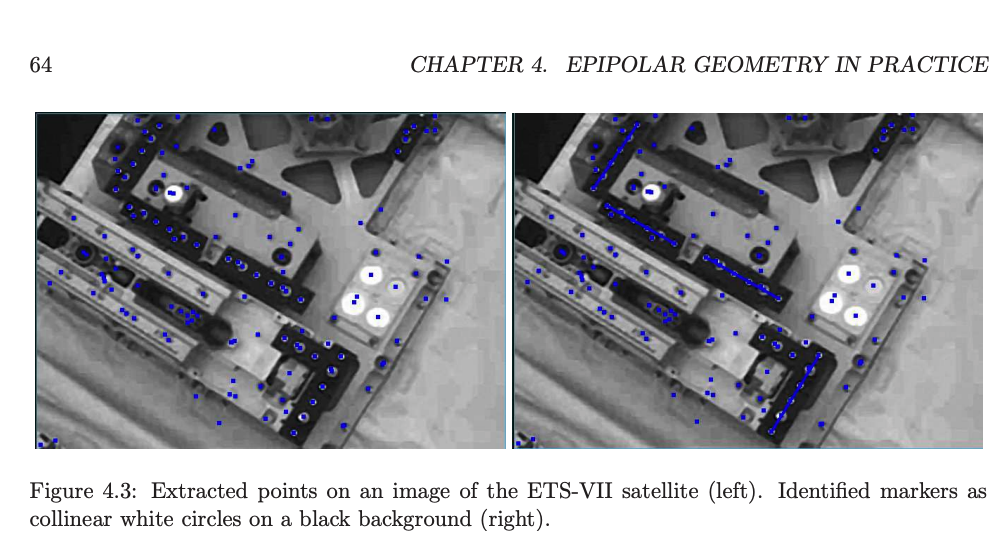 64
CHAPTER 4. EPIPOLAR GEOMETRY IN PRACTICE
Figure 4.3: Extracted points on an image of the ETS-VII satellite (left). Identified markers as
collinear white circles on a black background (right).